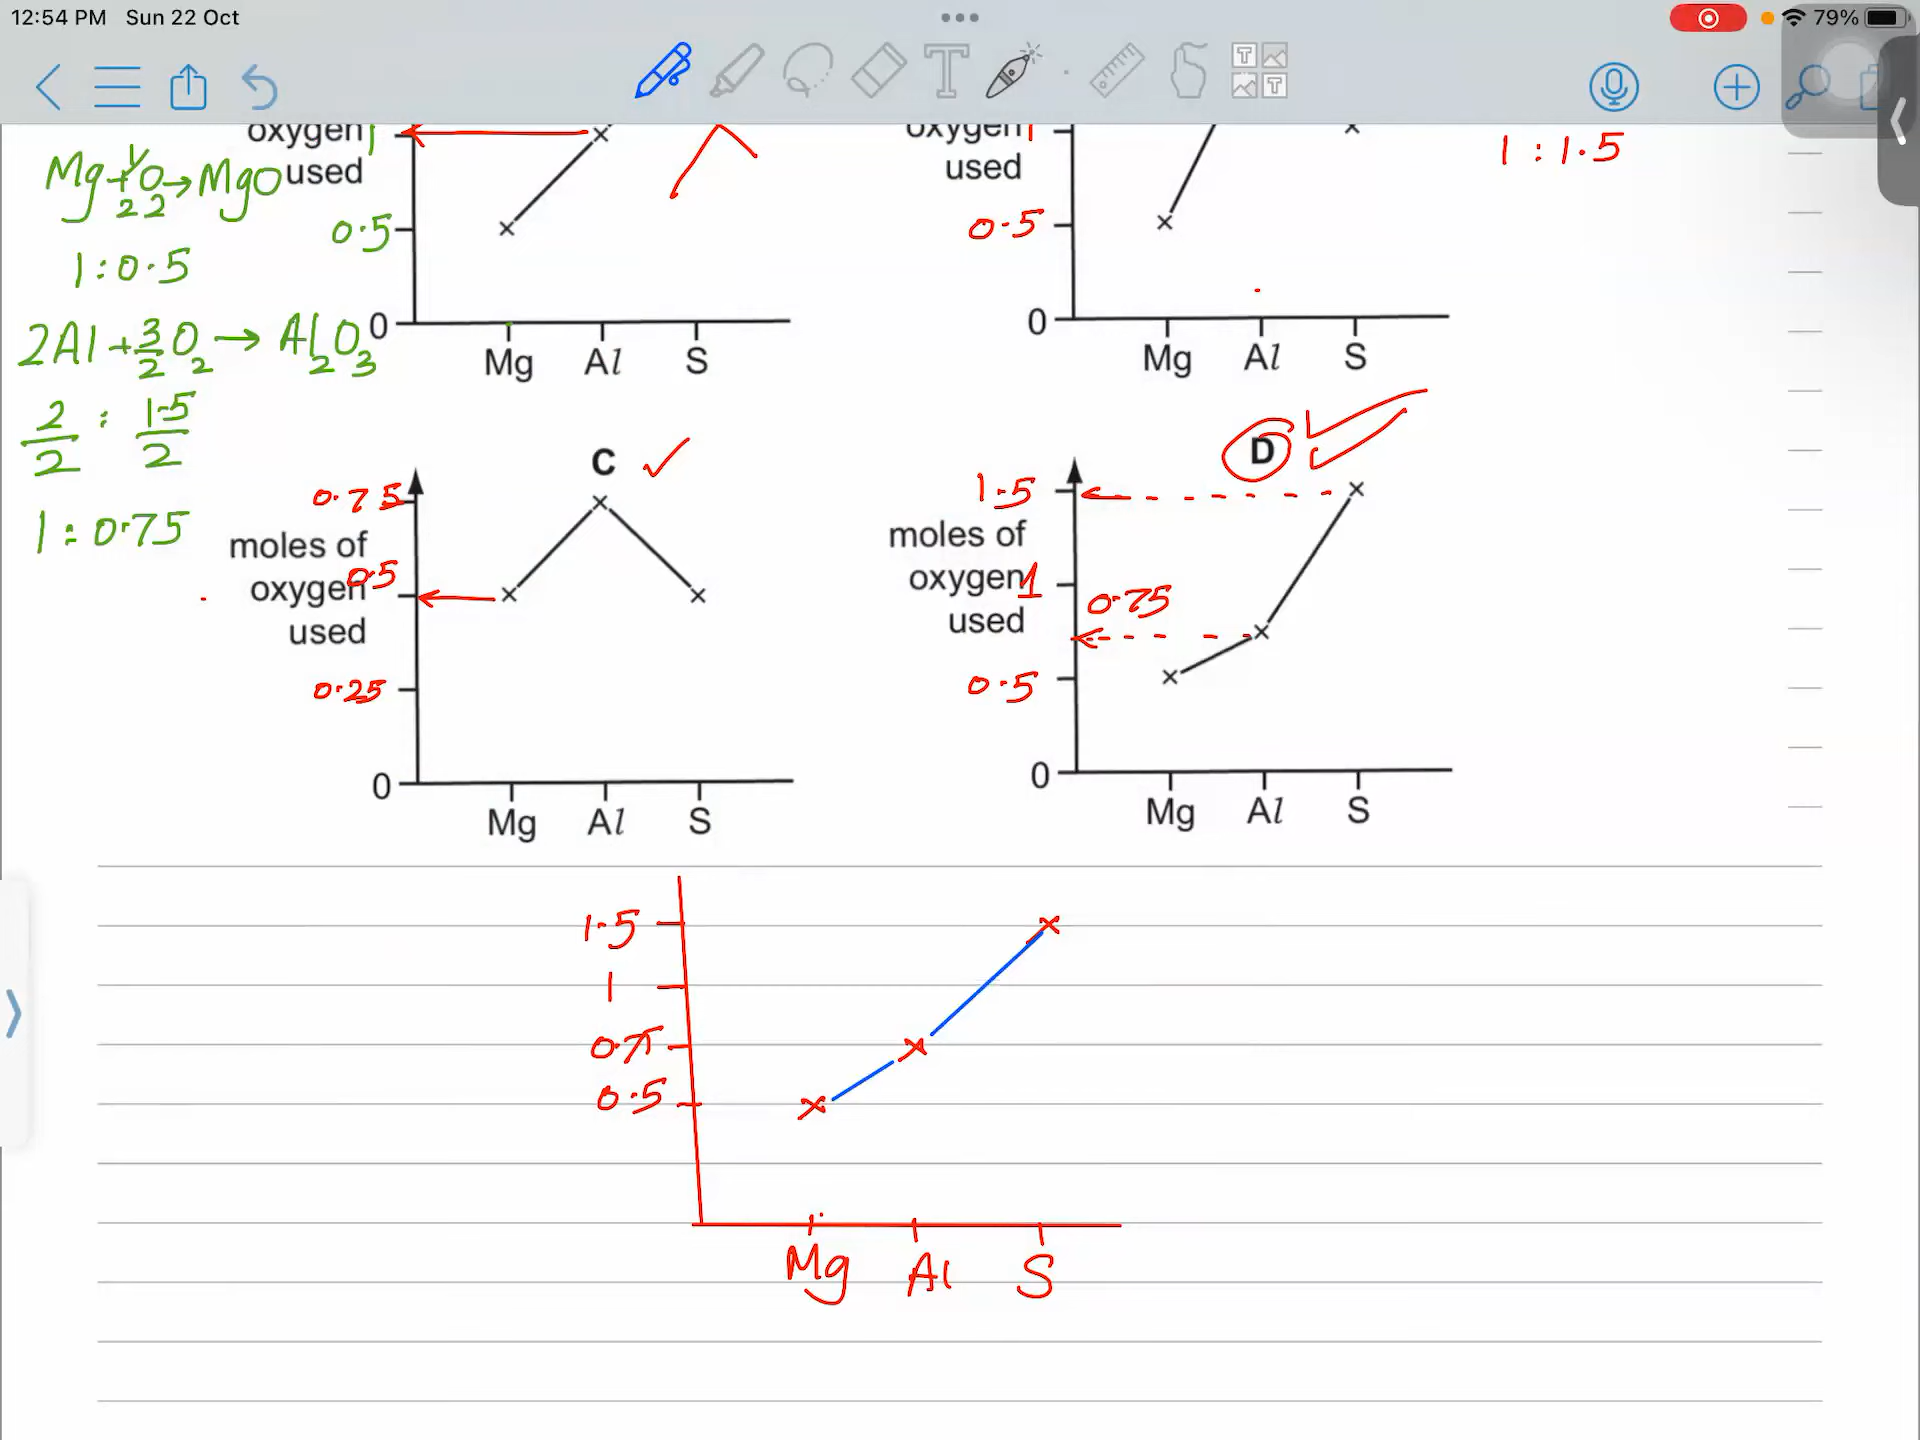 12:54 PM Sun 22 Oct
79%
oxygen 1
used
0.5
0
Mg Al S
oxygen 1
used
0.5
0
Mg Al S
1 : 1.5
Mg + 1/2 O2 → MgO
1 : 0.5
2Al + 3/2 O2 → Al2O3
2/2 : 1.5/2
1 : 0.75
C
0.75
moles of
oxygen 0.5
used
0.25
0
Mg Al S
D
1.5
moles of
oxygen 1
used
0.75
0.5
0
Mg Al S
1.5
1
0.75
0.5
Mg Al S